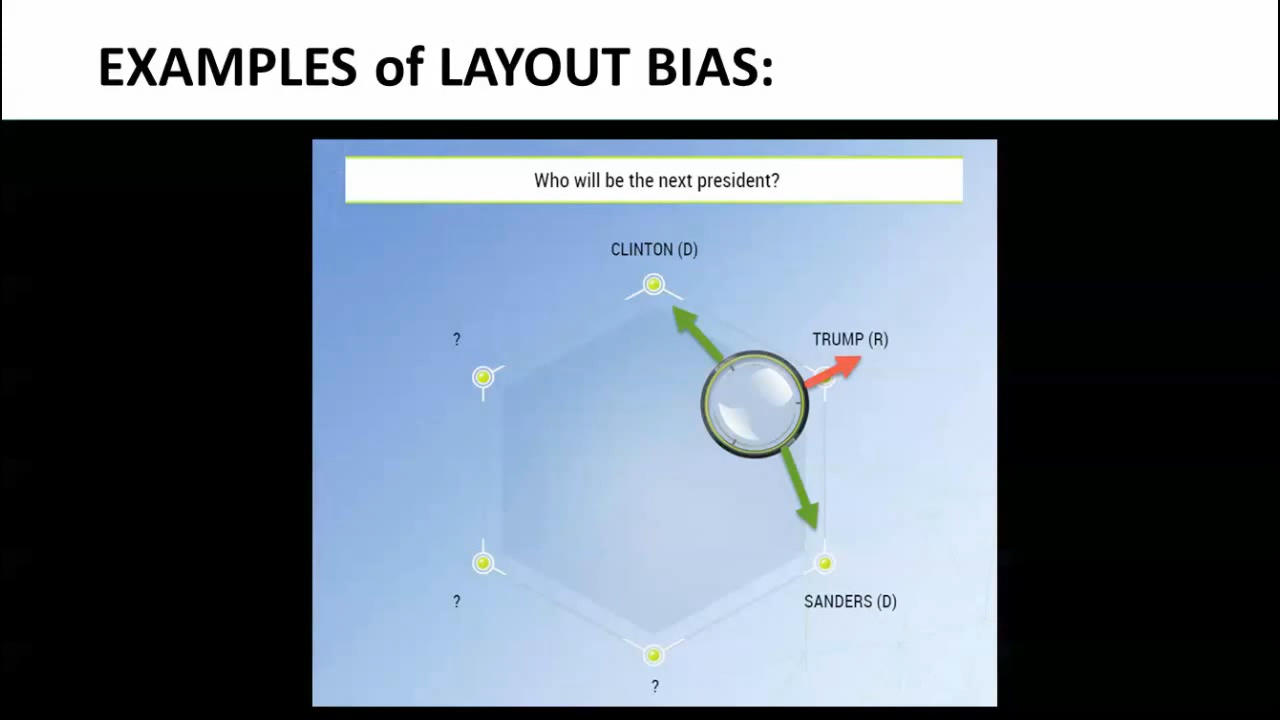 EXAMPLES of LAYOUT BIAS:
Who will be the next president?
CLINTON (D)
?
TRUMP (R)
?
SANDERS (D)
?